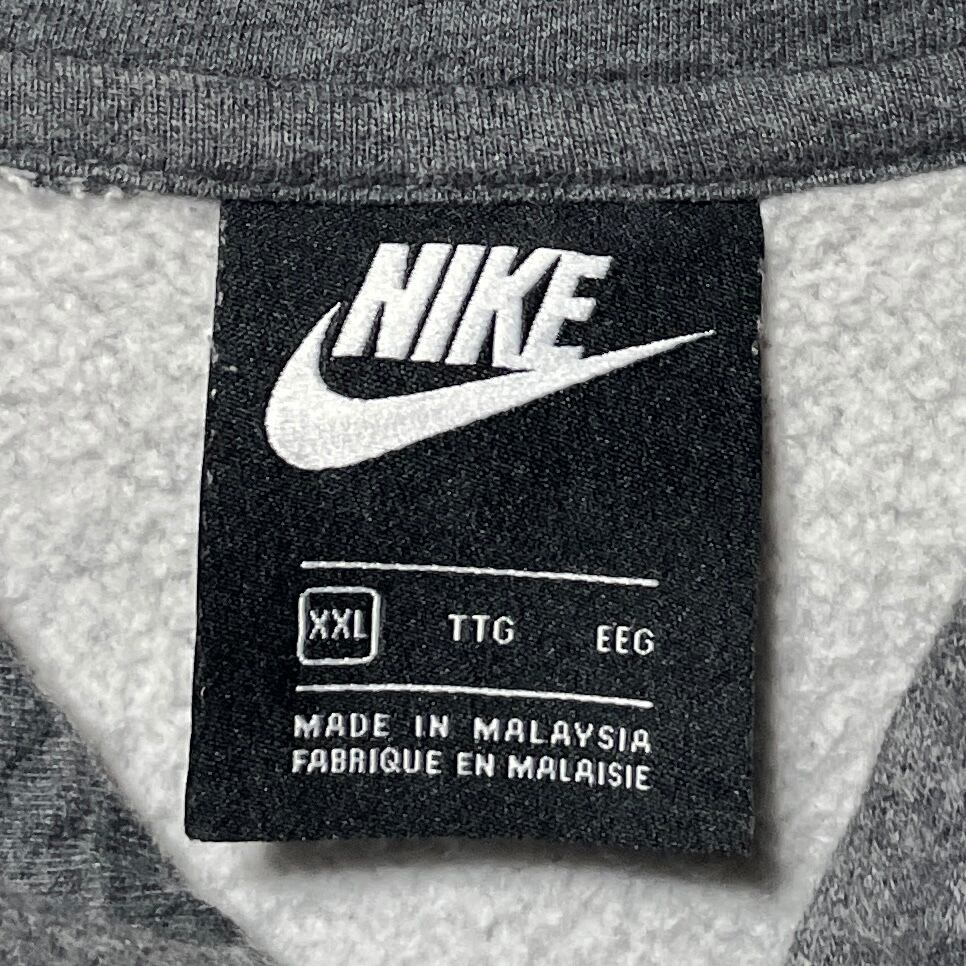 NIKE
XXL TTG EEG
MADE IN MALAYSIA
FABRIQUE EN MALAISIE